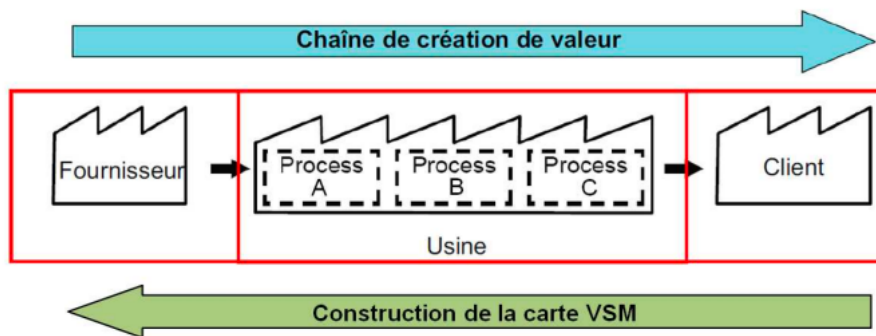 Chaîne de création de valeur
Fournisseur
Process
A
Process
B
Process
C
Client
Usine
Construction de la carte VSM